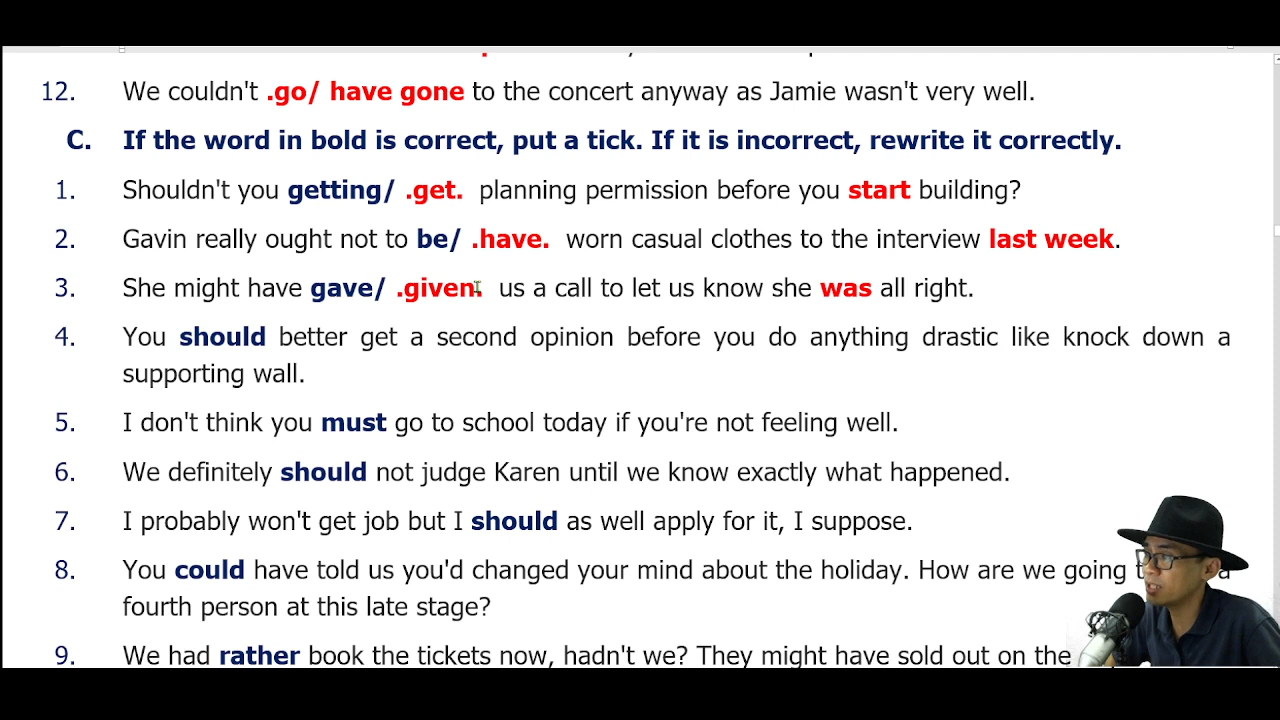 12. We couldn't .go/ have gone to the concert anyway as Jamie wasn't very well.
C. If the word in bold is correct, put a tick. If it is incorrect, rewrite it correctly.
1. Shouldn't you getting/ .get. planning permission before you start building?
2. Gavin really ought not to be/ .have. worn casual clothes to the interview last week.
3. She might have gave/ .given. us a call to let us know she was all right.
4. You should better get a second opinion before you do anything drastic like knock down a
supporting wall.
5. I don't think you must go to school today if you're not feeling well.
6. We definitely should not judge Karen until we know exactly what happened.
7. I probably won't get job but I should as well apply for it, I suppose.
8. You could have told us you'd changed your mind about the holiday. How are we going a
fourth person at this late stage?
9. We had rather book the tickets now, hadn't we? They might have sold out on the